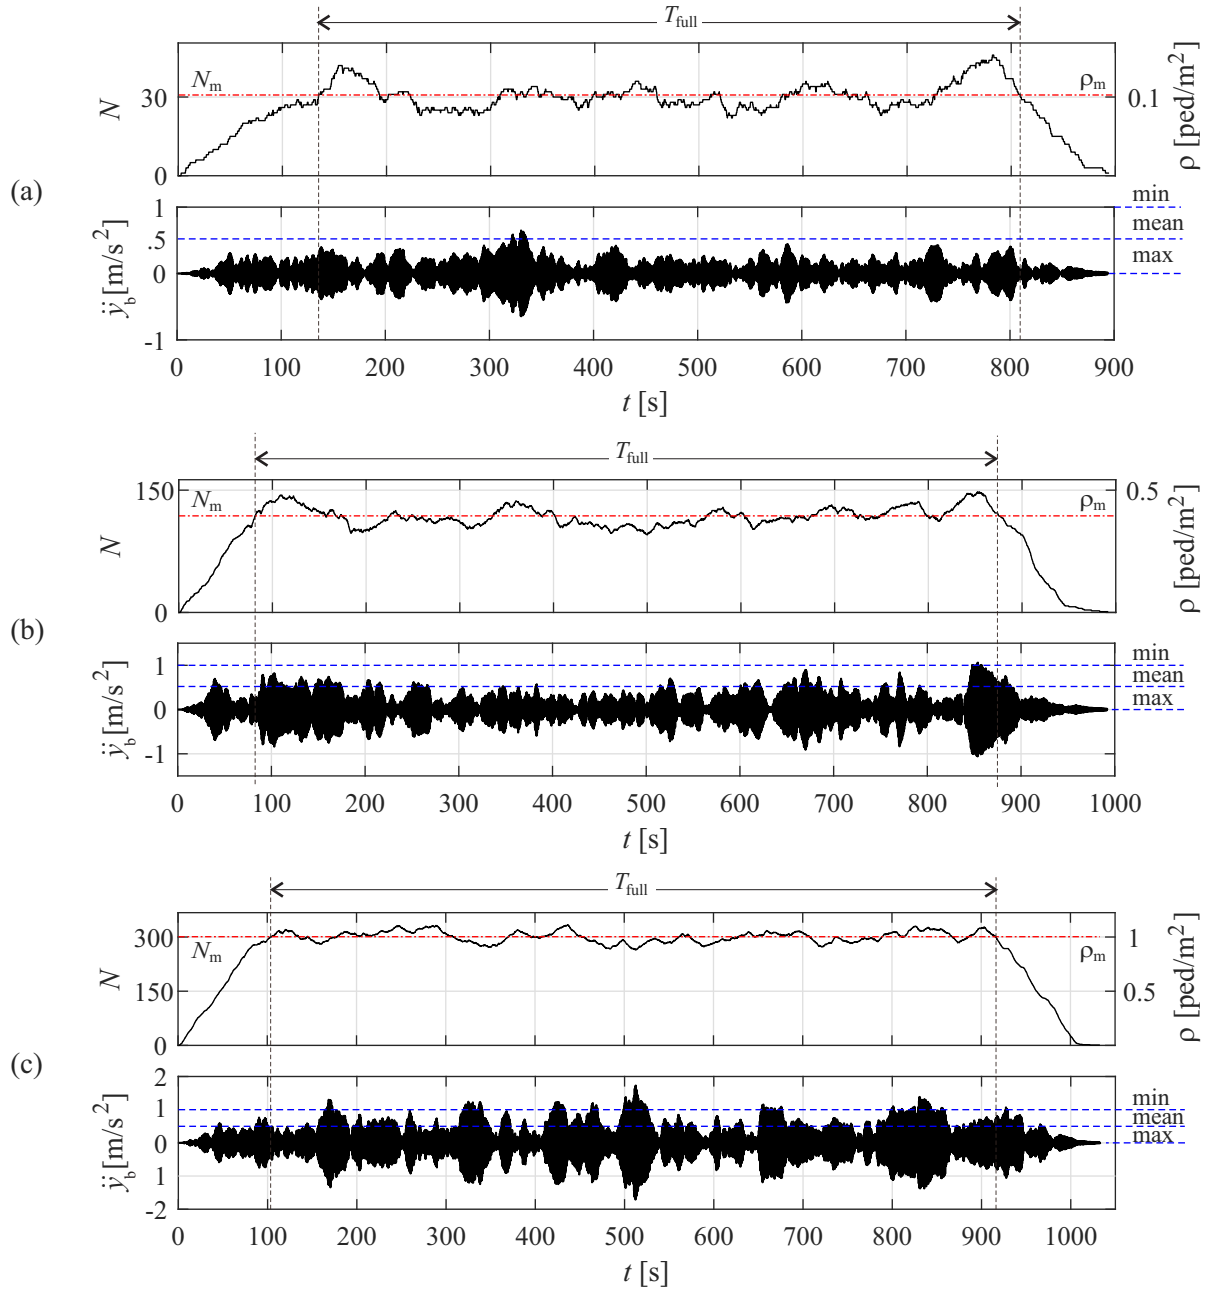 T_full
N_m
ρ_m
N
30
0
0.1
ρ [ped/m²]
(a)
1
.5
0
-1
ÿ_b [m/s²]
min
mean
max
0 100 200 300 400 500 600 700 800 900
t [s]
T_full
N_m
ρ_m
N
150
0
0.5
ρ [ped/m²]
(b)
1
0
-1
ÿ_b [m/s²]
min
mean
max
0 100 200 300 400 500 600 700 800 900 1000
t [s]
T_full
N_m
ρ_m
N
300
150
0
1
0.5
ρ [ped/m²]
(c)
2
1
0
1
-2
ÿ_b [m/s²]
min
mean
max
0 100 200 300 400 500 600 700 800 900 1000
t [s]